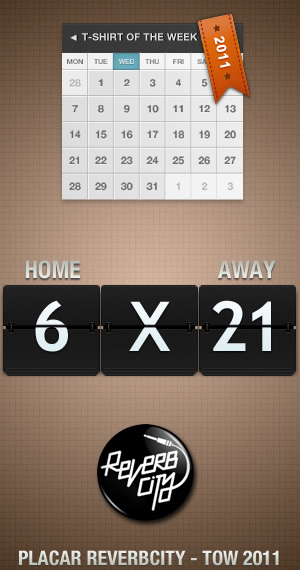 ◄ T-SHIRT OF THE WEEK
2011
MON TUE WED THU FRI SA
28 1 2 3 4 5
7 8 9 10 11 12 13
14 15 16 17 18 19 20
21 22 23 24 25 26 27
28 29 30 31 1 2 3
HOME AWAY
6 X 21
REVERB
CITY
PLACAR REVERBCITY - TOW 2011